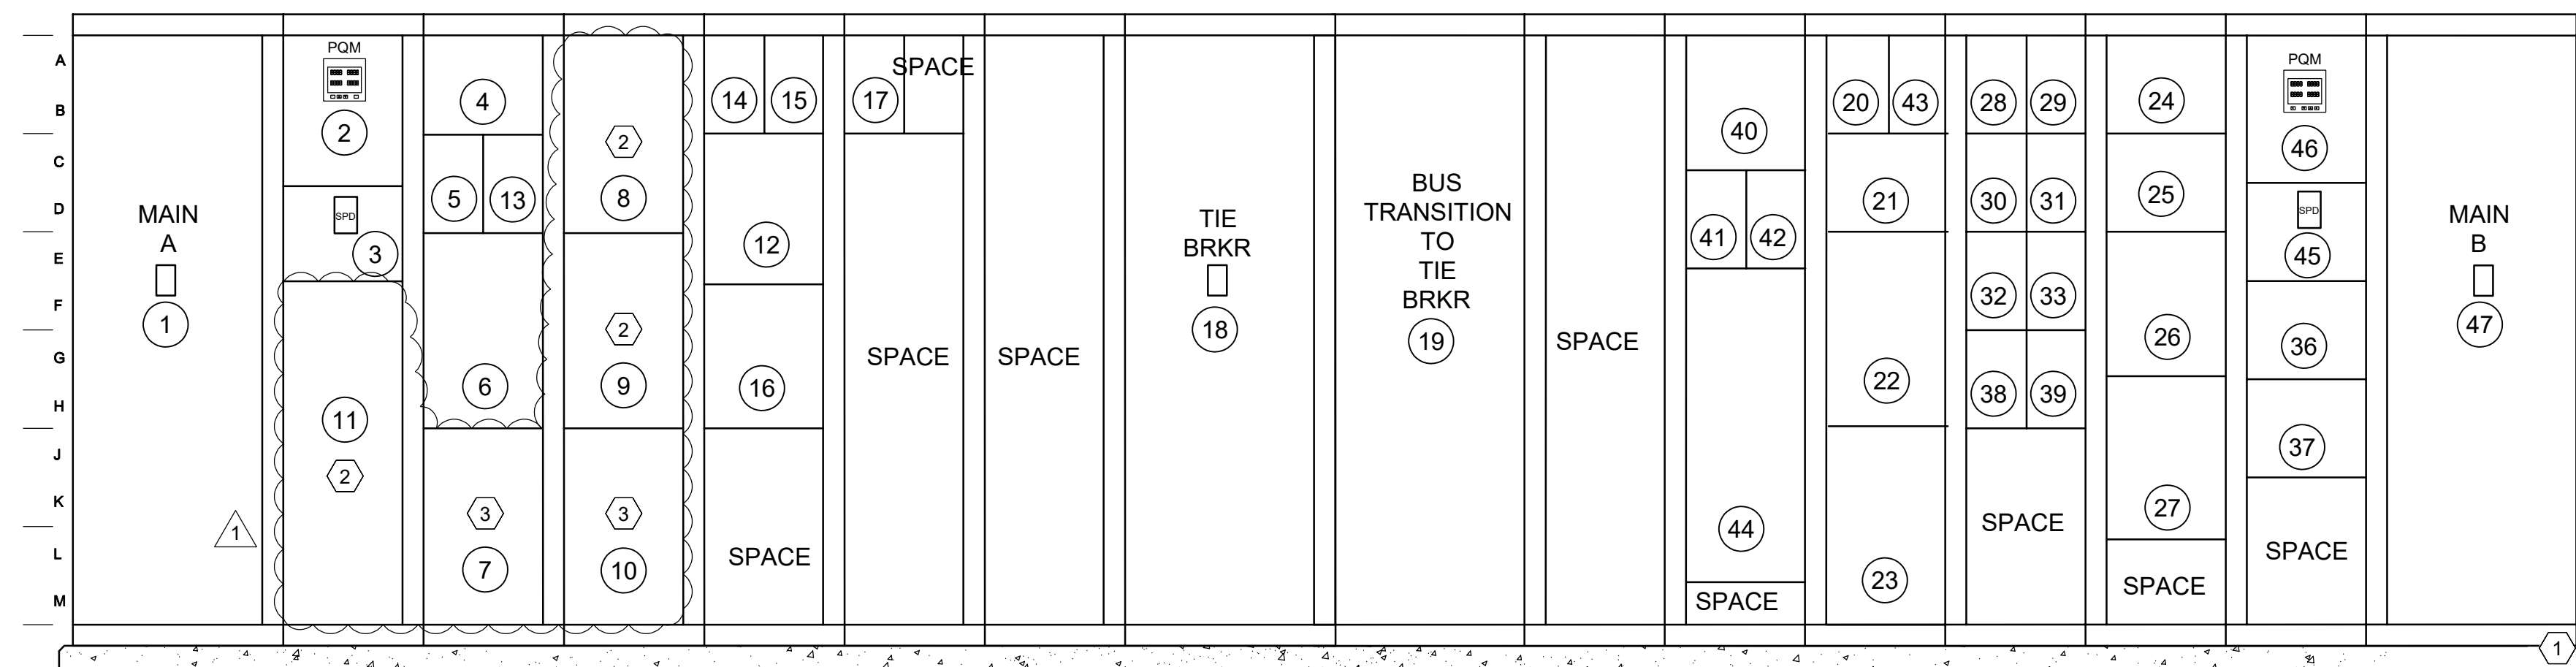 A
B
C
D
E
F
G
H
J
K
L
M
MAIN
A
1
1
PQM
2
SPD
3
11
2
4
5
13
6
3
7
2
8
2
9
3
10
14
15
12
16
SPACE
17
SPACE
SPACE
SPACE
TIE
BRKR
18
BUS
TRANSITION
TO
TIE
BRKR
19
SPACE
40
41
42
44
SPACE
20
43
21
22
23
28
29
30
31
32
33
38
39
SPACE
24
25
26
27
SPACE
PQM
46
SPD
45
36
37
SPACE
MAIN
B
47
1